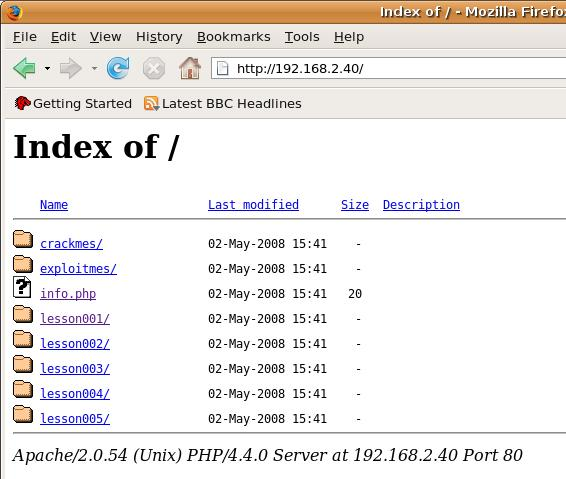 Index of / - Mozilla Firefo
File Edit View History Bookmarks Tools Help
http://192.168.2.40/
Getting Started Latest BBC Headlines
Index of /
Name Last modified Size Description
crackmes/ 02-May-2008 15:41 -
exploitmes/ 02-May-2008 15:41 -
? info.php 02-May-2008 15:41 20
lesson001/ 02-May-2008 15:41 -
lesson002/ 02-May-2008 15:41 -
lesson003/ 02-May-2008 15:41 -
lesson004/ 02-May-2008 15:41 -
lesson005/ 02-May-2008 15:41 -
Apache/2.0.54 (Unix) PHP/4.4.0 Server at 192.168.2.40 Port 80